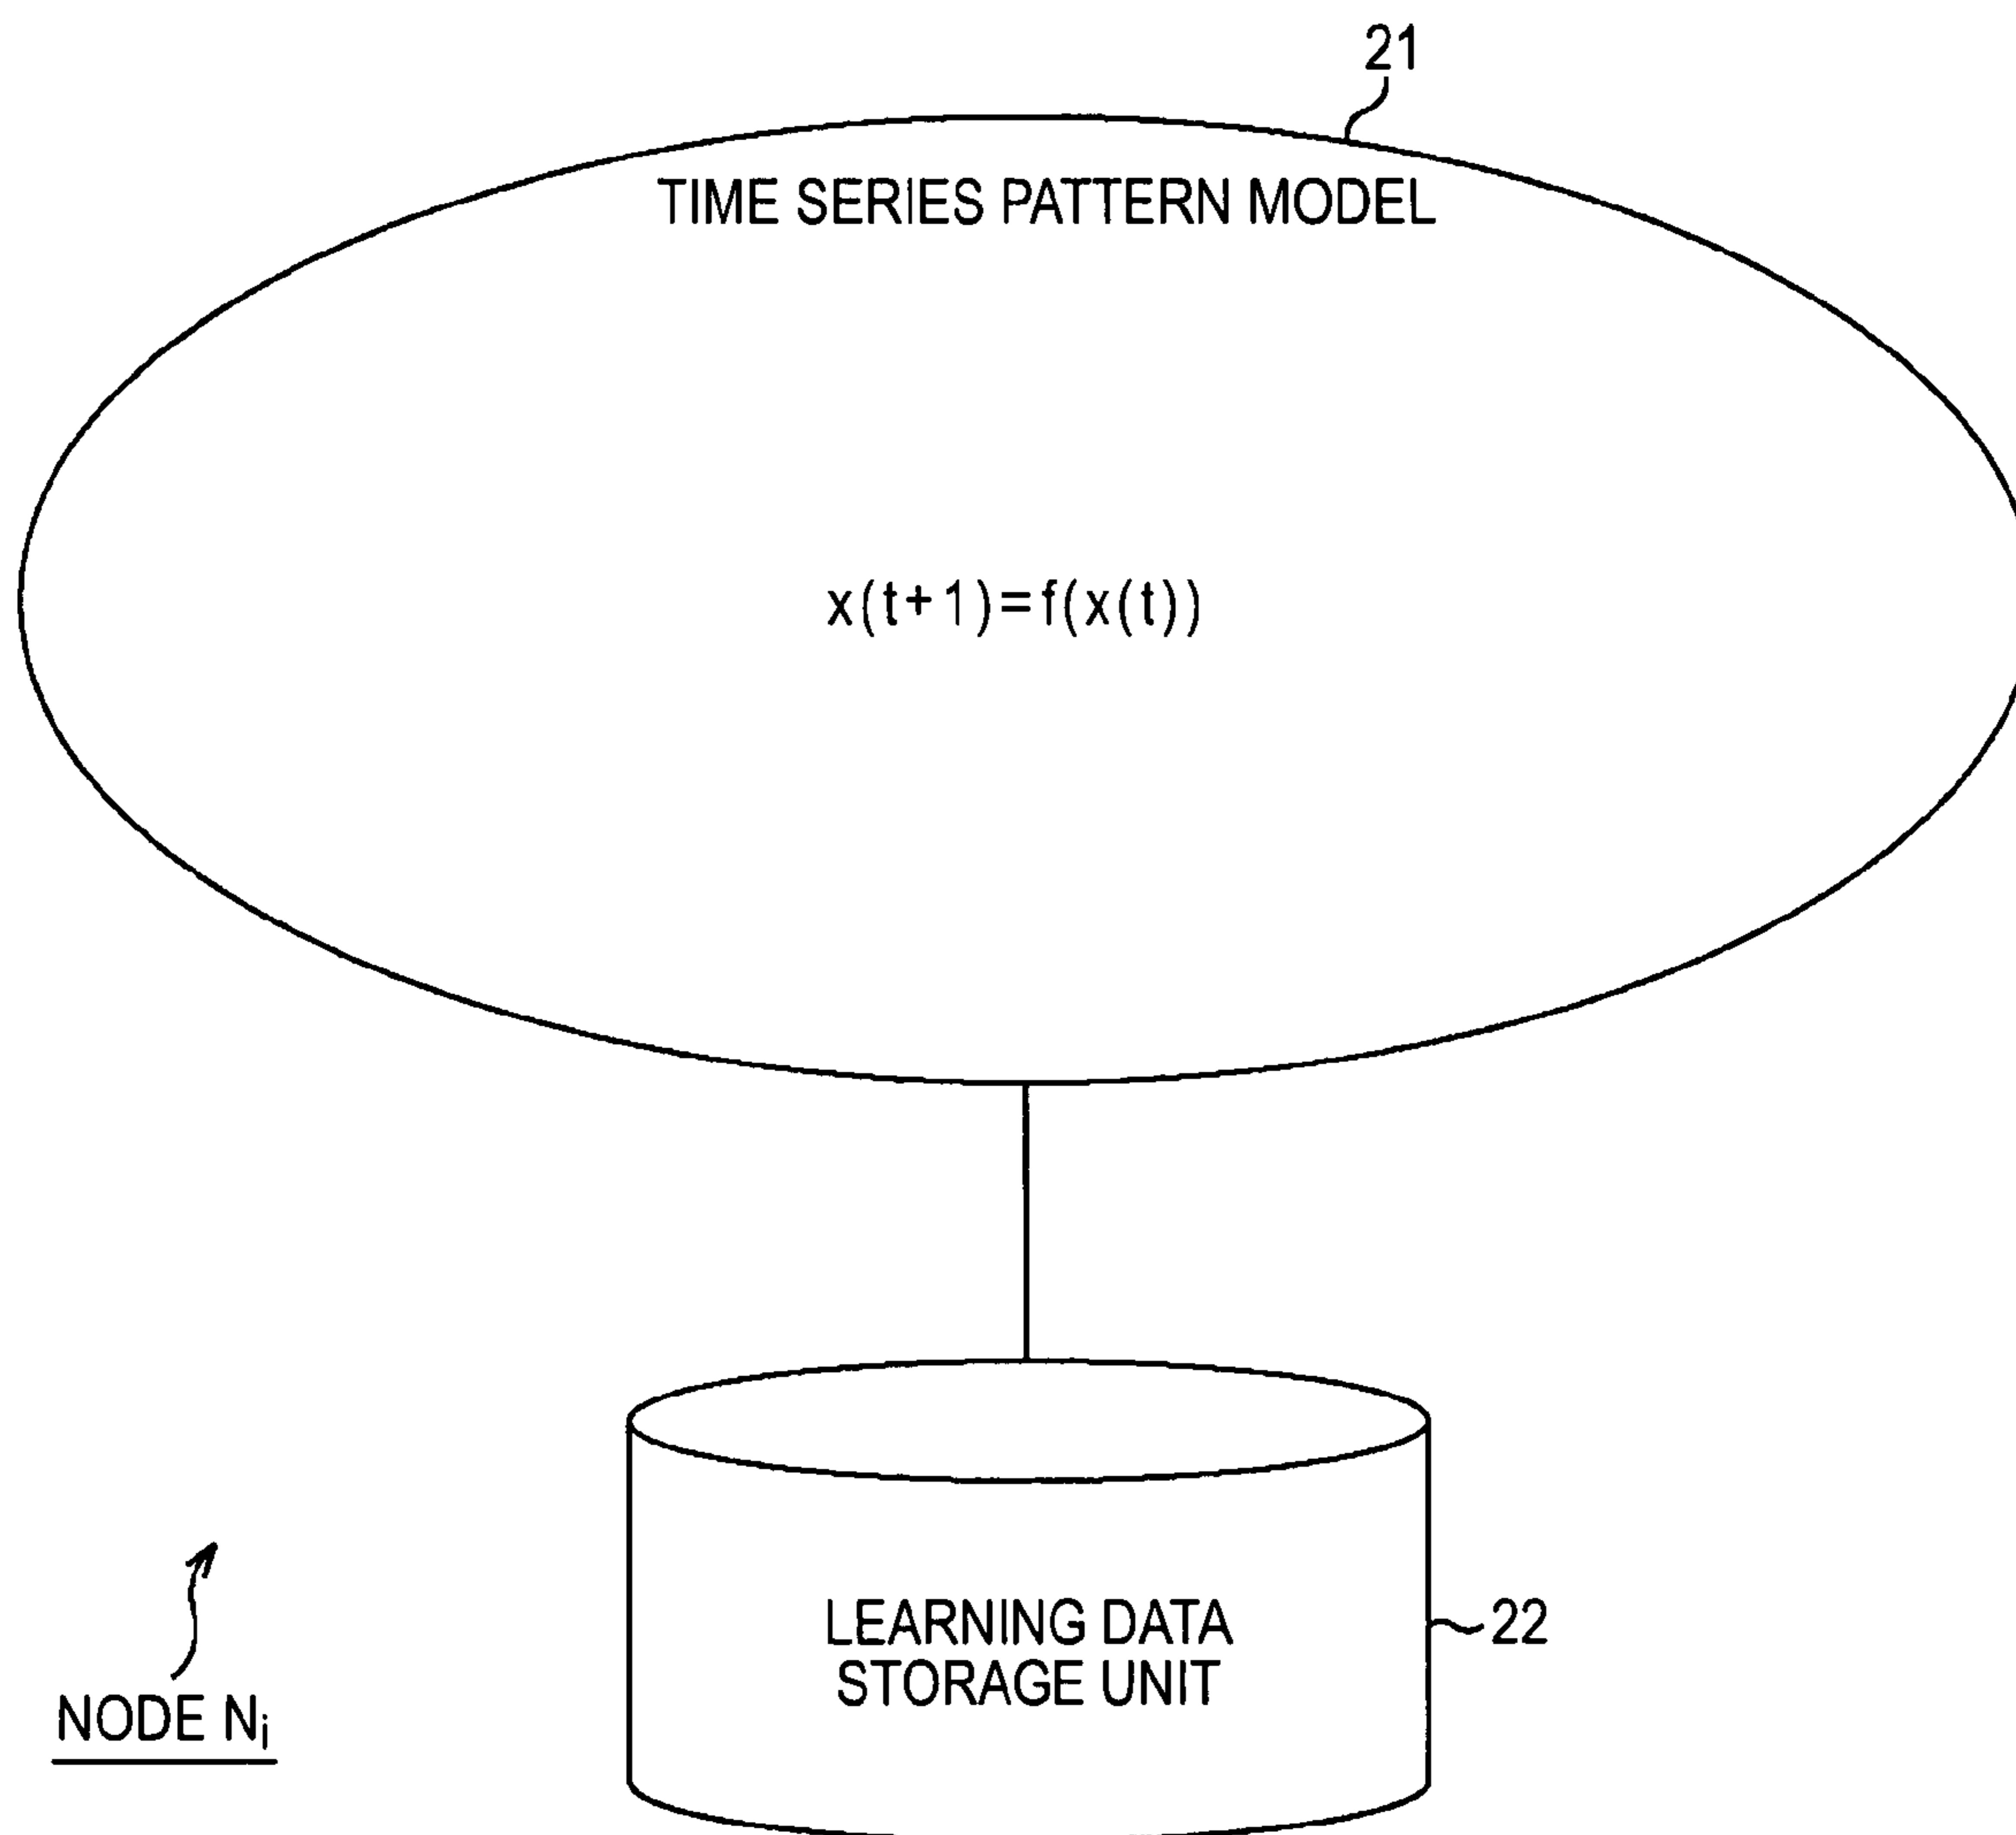 21
TIME SERIES PATTERN MODEL
x(t+1)=f(x(t))
LEARNING DATA
STORAGE UNIT
22
NODE Ni